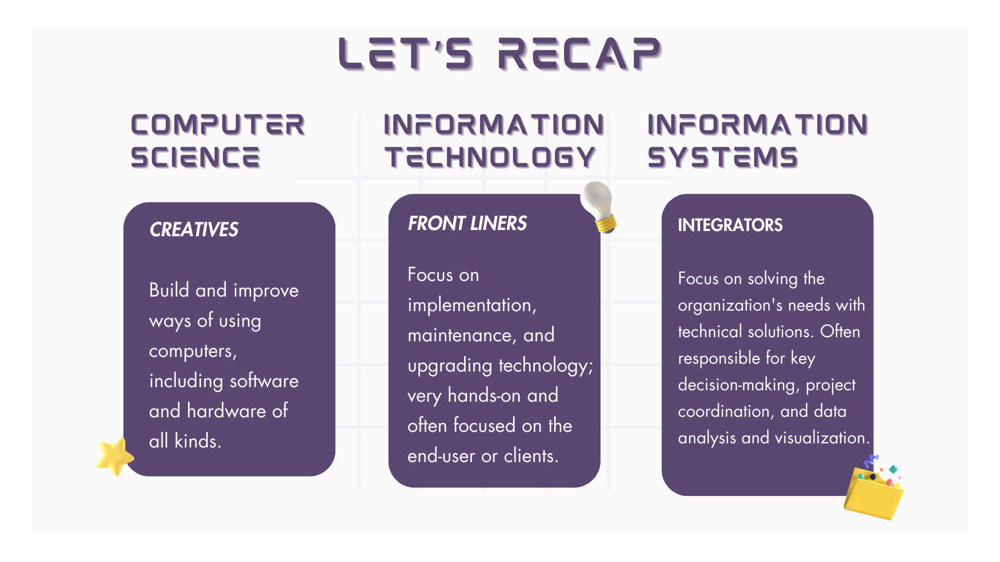 LET'S RECAP
COMPUTER
SCIENCE
CREATIVES
Build and improve
ways of using
computers,
including software
and hardware of
all kinds.
INFORMATION
TECHNOLOGY
FRONT LINERS
Focus on
implementation,
maintenance, and
upgrading technology;
very hands-on and
often focused on the
end-user or clients.
INFORMATION
SYSTEMS
INTEGRATORS
Focus on solving the
organization's needs with
technical solutions. Often
responsible for key
decision-making, project
coordination, and data
analysis and visualization.